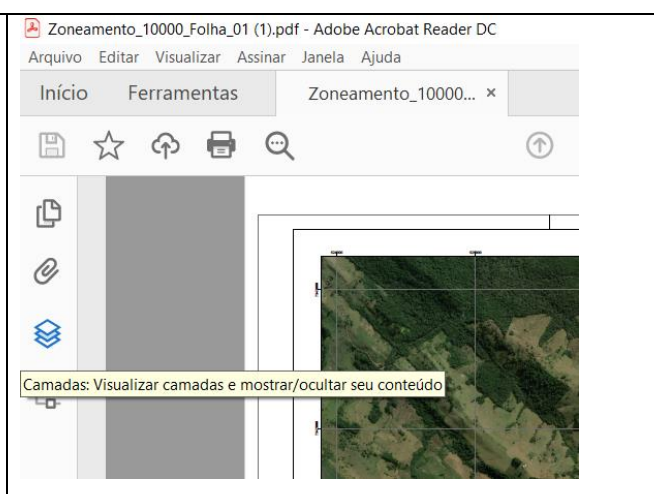 Zoneamento_10000_Folha_01 (1).pdf - Adobe Acrobat Reader DC
Arquivo Editar Visualizar Assinar Janela Ajuda
Início Ferramentas Zoneamento_10000... ×
Camadas: Visualizar camadas e mostrar/ocultar seu conteúdo